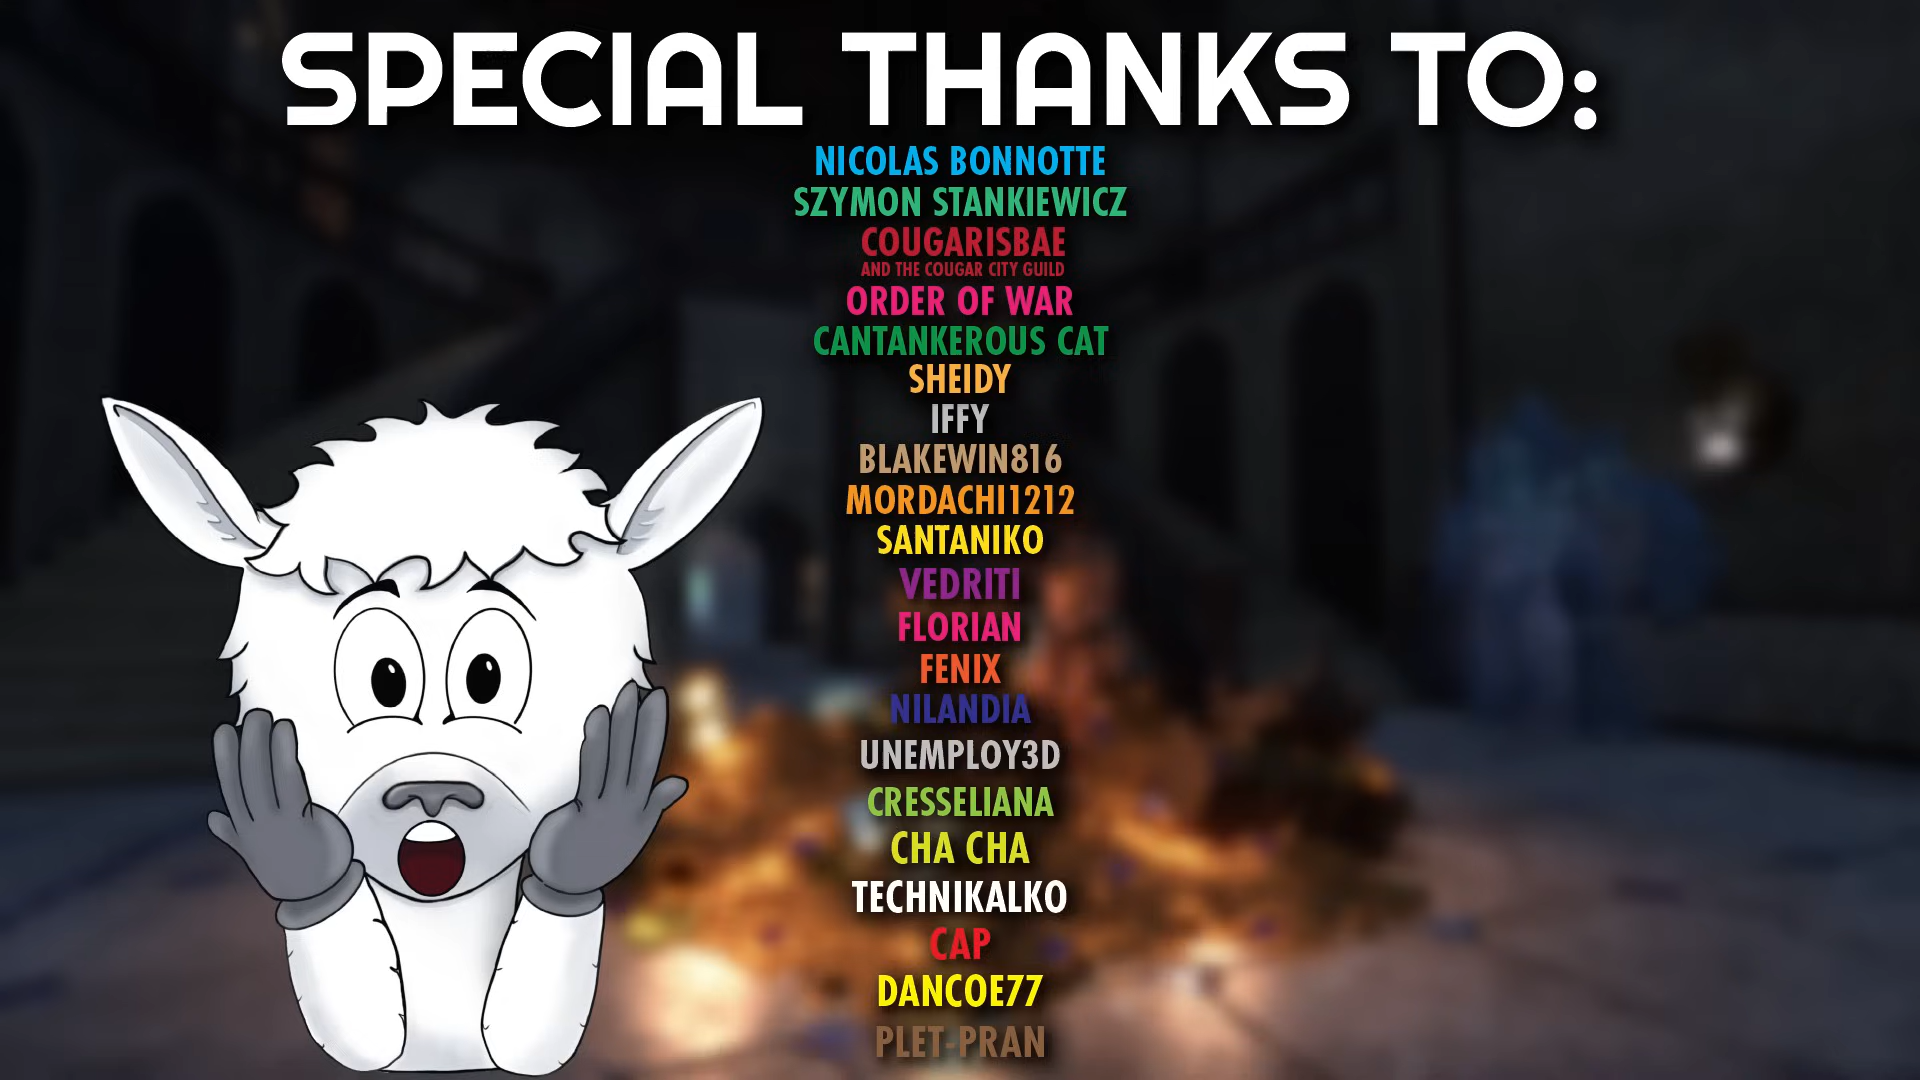 SPECIAL THANKS TO:
NICOLAS BONNOTTE
SZYMON STANKIEWICZ
COUGARISBAE
AND THE COUGAR CITY GUILD
ORDER OF WAR
CANTANKEROUS CAT
SHEIDY
IFFY
BLAKEWIN816
MORDACHI1212
SANTANIKO
VEDRITI
FLORIAN
FENIX
NILANDIA
UNEMPLOY3D
CRESSELIANA
CHA CHA
TECHNIKALKO
CAP
DANCOE77
PLET-PRAN